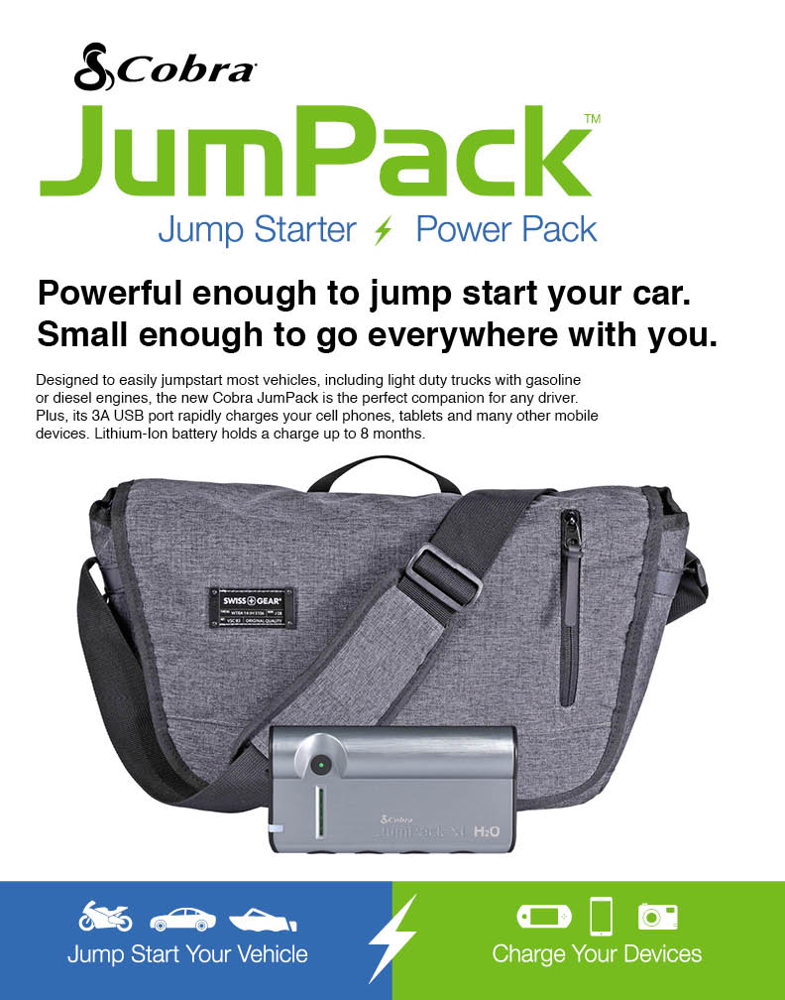 Cobra
JumPack™
Jump Starter Power Pack
Powerful enough to jump start your car.
Small enough to go everywhere with you.
Designed to easily jumpstart most vehicles, including light duty trucks with gasoline
or diesel engines, the new Cobra JumPack is the perfect companion for any driver.
Plus, its 3A USB port rapidly charges your cell phones, tablets and many other mobile
devices. Lithium-Ion battery holds a charge up to 8 months.
SWISS GEAR®
ORIGINAL QUALITY
Cobra
JumPack XL H2O
Jump Start Your Vehicle
Charge Your Devices